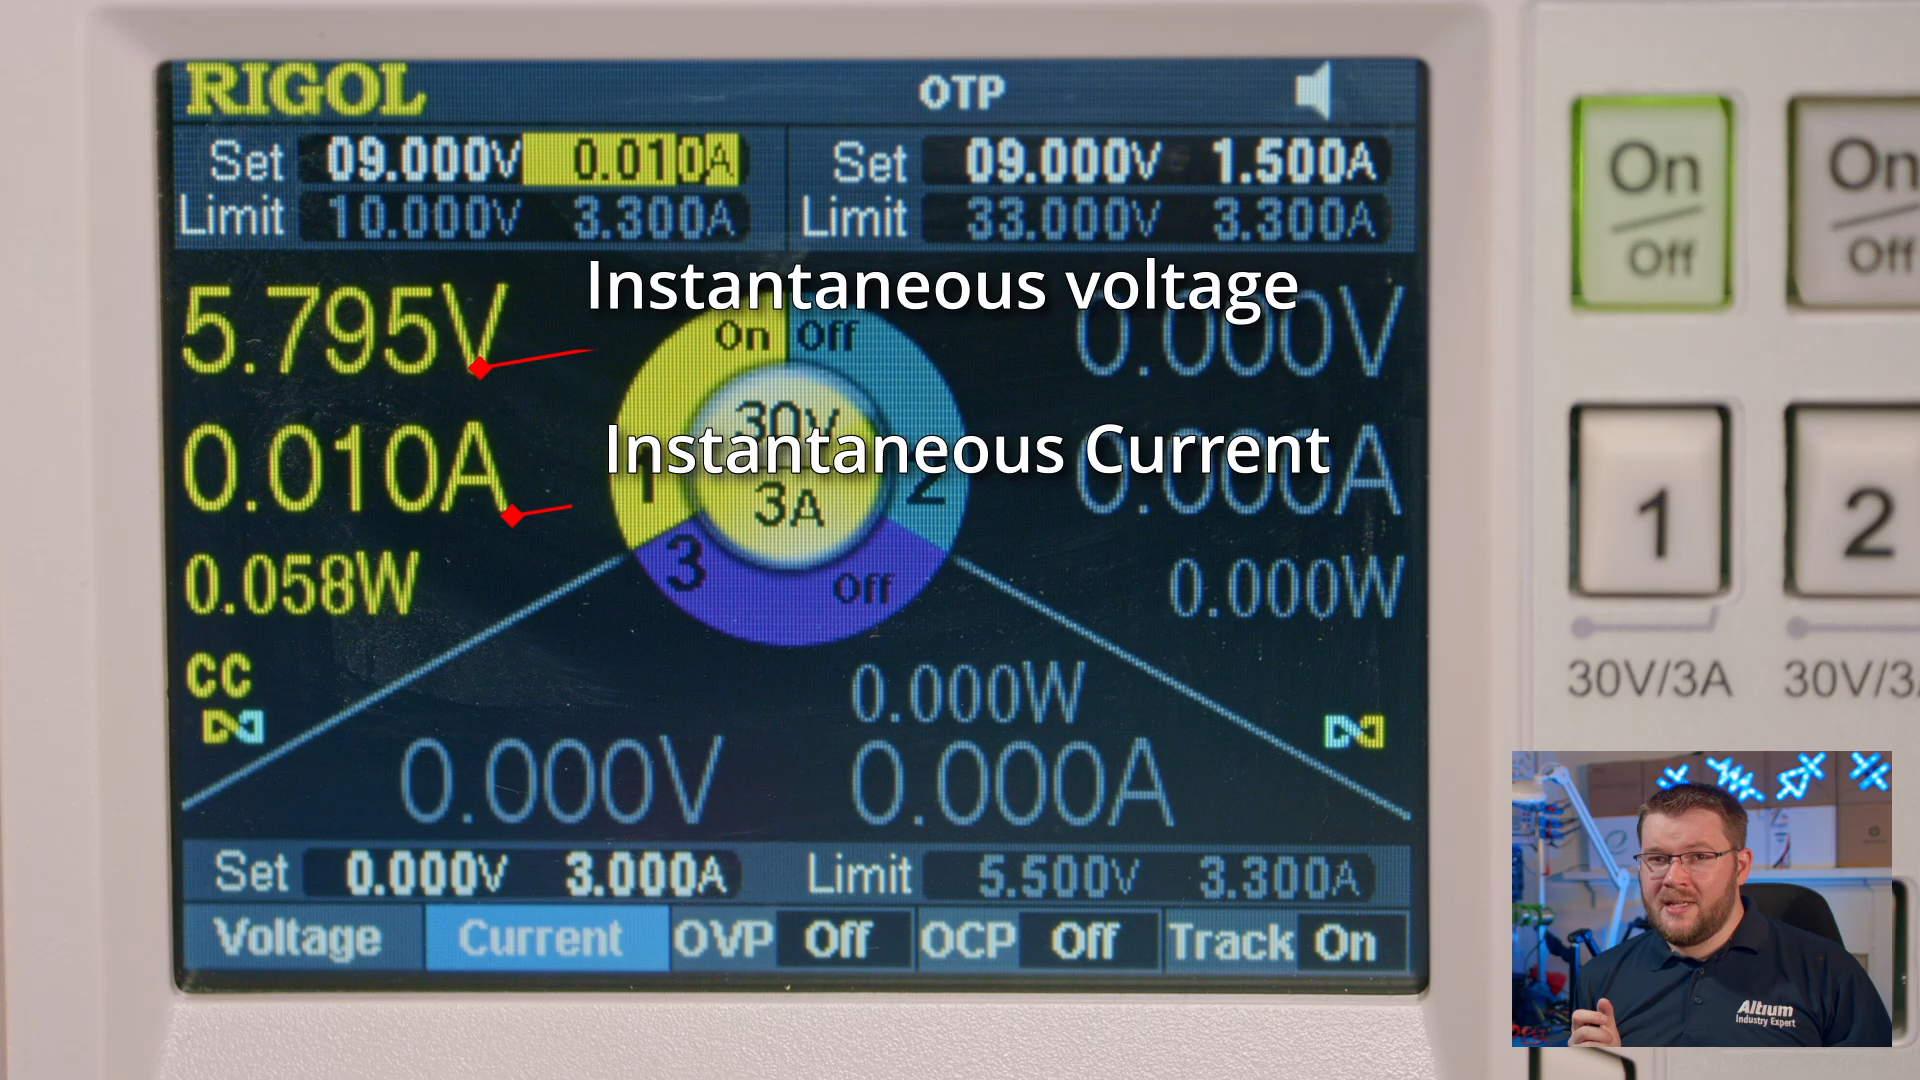 RIGOL OTP
Set 09.000V 0.010A Set 09.000V 1.500A
Limit 10.000V 3.300A Limit 33.000V 3.300A
Instantaneous voltage
5.795V On Off 0.000V
30V
Instantaneous Current
0.010A 1 3A 2 0.000A
0.058W 3 Off 0.000W
CC
0.000W
0.000V 0.000A
Set 0.000V 3.000A Limit 5.500V 3.300A
Voltage Current OVP Off OCP Off Track On
On Off
On Off
1
2
30V/3A
30V/3
Altium
Industry Expert